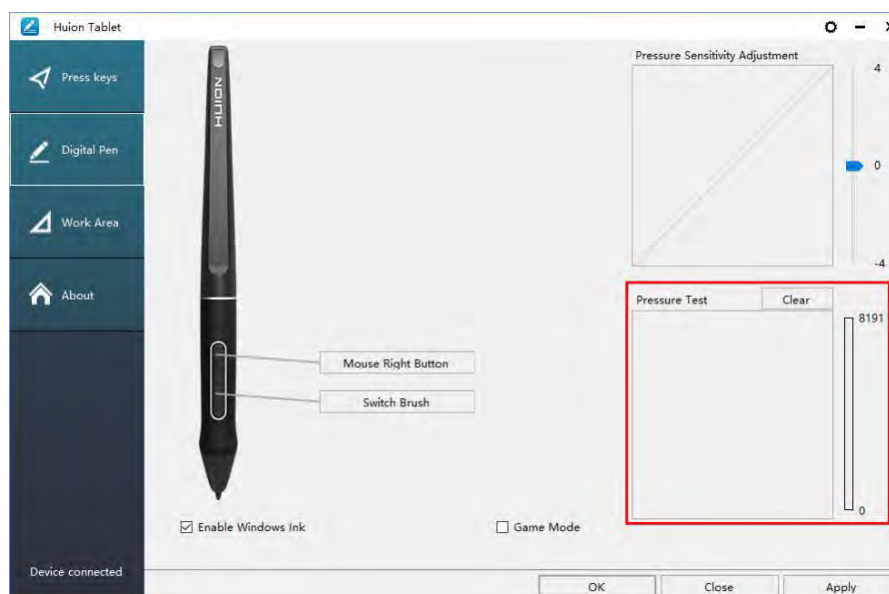 Huion Tablet
Press keys
Digital Pen
Work Area
About
Device connected
HUION
Mouse Right Button
Switch Brush
Enable Windows Ink
Game Mode
Pressure Sensitivity Adjustment
4
0
-4
Pressure Test
Clear
8191
0
OK
Close
Apply